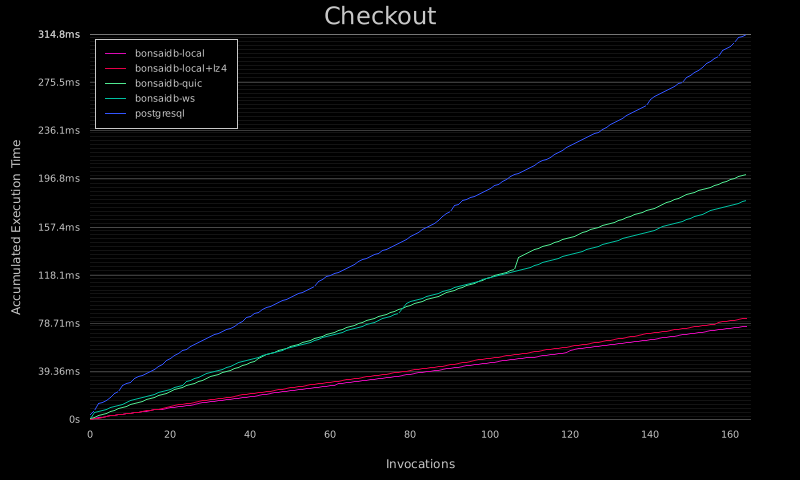 Checkout
314.8ms
275.5ms
236.1ms
196.8ms
157.4ms
118.1ms
78.71ms
39.36ms
0s
Accumulated Execution Time
bonsaidb-local
bonsaidb-local+lz4
bonsaidb-quic
bonsaidb-ws
postgresql
0 20 40 60 80 100 120 140 160
Invocations